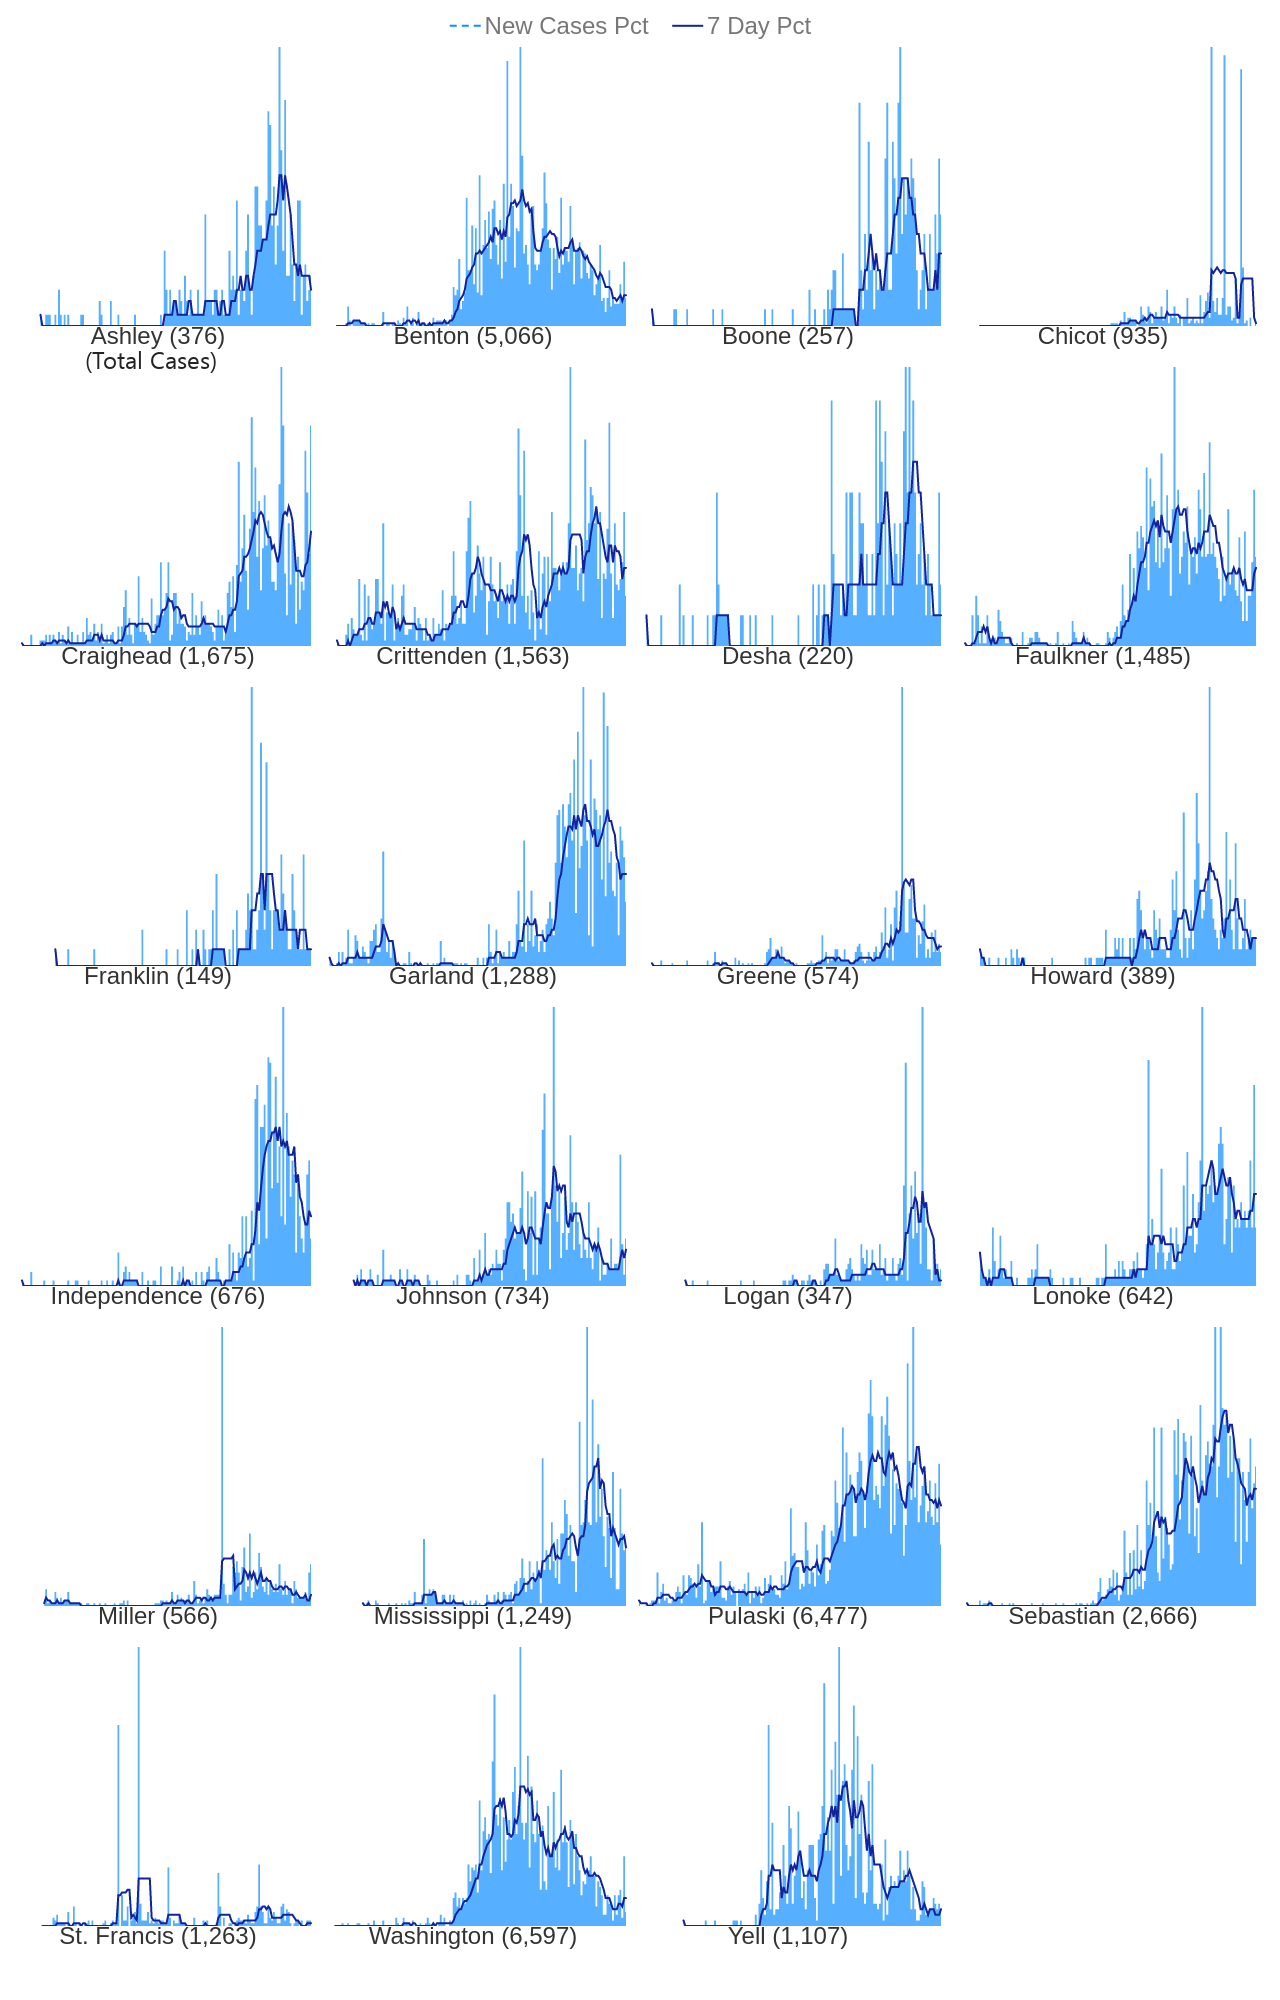 New Cases Pct 7 Day Pct
Ashley (376) Benton (5,066) Boone (257) Chicot (935)
(Total Cases)
Craighead (1,675) Crittenden (1,563) Desha (220) Faulkner (1,485)
Franklin (149) Garland (1,288) Greene (574) Howard (389)
Independence (676) Johnson (734) Logan (347) Lonoke (642)
Miller (566) Mississippi (1,249) Pulaski (6,477) Sebastian (2,666)
St. Francis (1,263) Washington (6,597) Yell (1,107)